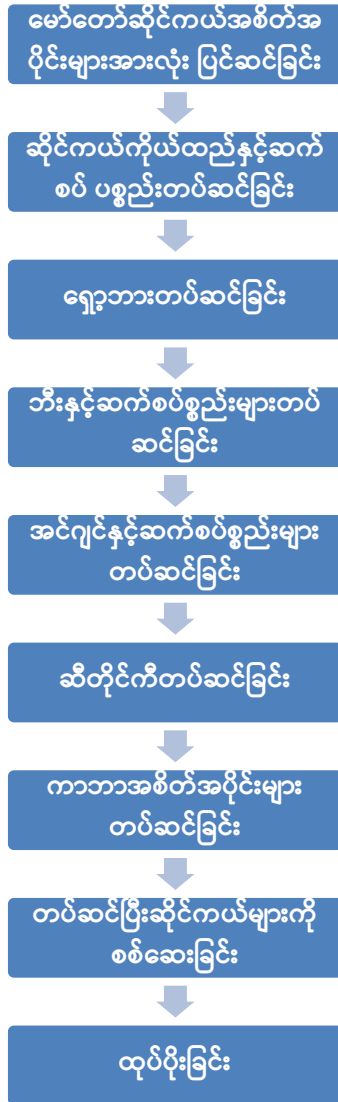 မော်တော်ဆိုင်ကယ်အစိတ်အ
ပိုင်းများအားလုံး ပြင်ဆင်ခြင်း
ဆိုင်ကယ်ကိုယ်ထည်နှင့်ဆက်
စပ် ပစ္စည်းတပ်ဆင်ခြင်း
ရှော့ဘားတပ်ဆင်ခြင်း
ဘီးနှင့်ဆက်စပ်စ္စည်းများတပ်
ဆင်ခြင်း
အင်ဂျင်နှင့်ဆက်စပ်စ္စည်းများ
တပ်ဆင်ခြင်း
ဆီတိုင်ကီတပ်ဆင်ခြင်း
ကာဘာအစိတ်အပိုင်းများ
တပ်ဆင်ခြင်း
တပ်ဆင်ပြီးဆိုင်ကယ်များကို
စစ်ဆေးခြင်း
ထုပ်ပိုးခြင်း